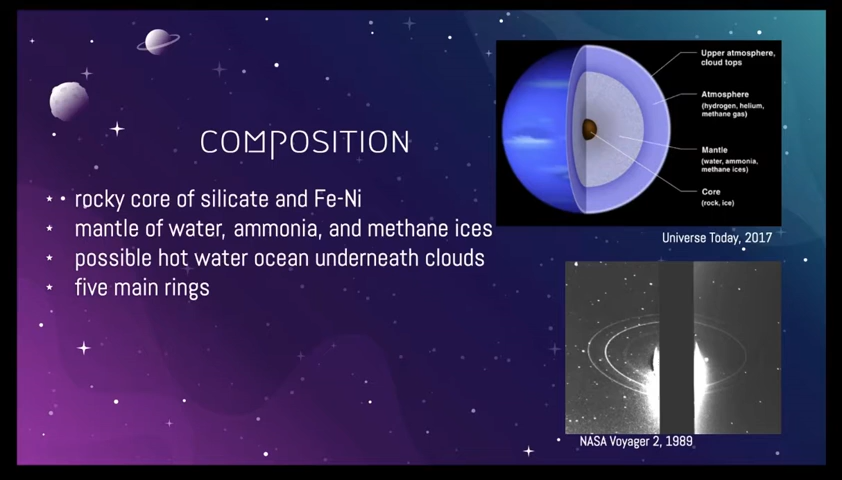 COMPOSITION
rocky core of silicate and Fe-Ni
mantle of water, ammonia, and methane ices
possible hot water ocean underneath clouds
five main rings
Upper atmosphere,
cloud tops
Atmosphere
(hydrogen, helium,
methane gas)
Mantle
(water, ammonia,
methane ices)
Core
(rock, ice)
Universe Today, 2017
NASA Voyager 2, 1989